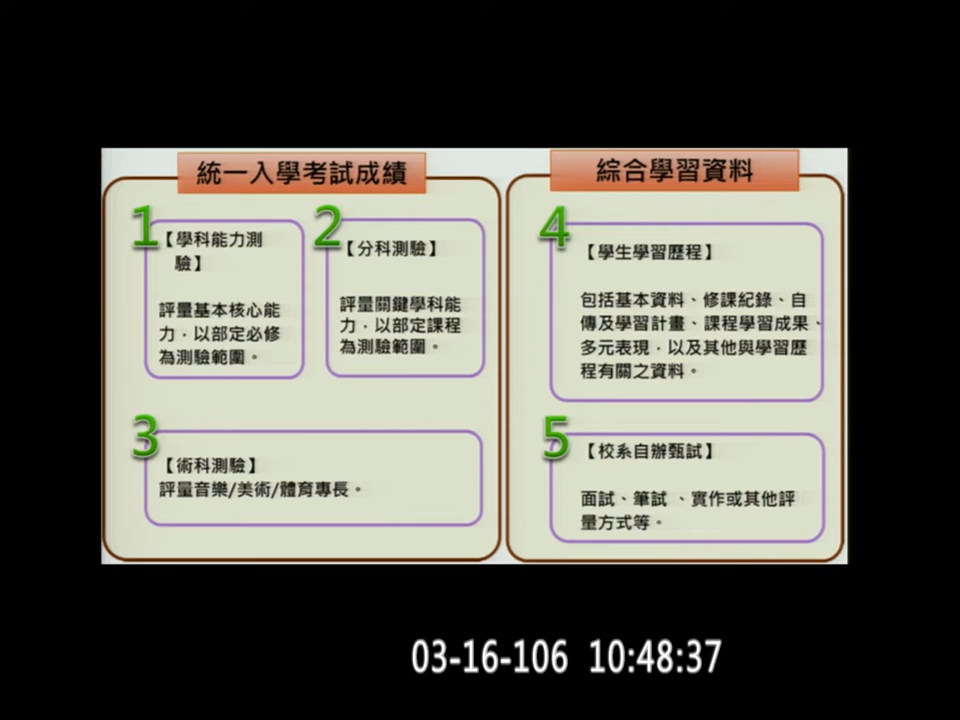 統一入學考試成績
1
【學科能力測
驗】
評量基本核心能
力，以部定必修
為測驗範圍。
2
【分科測驗】
評量關鍵學科能
力，以部定課程
為測驗範圍。
3
【術科測驗】
評量音樂/美術/體育專長。
綜合學習資料
4
【學生學習歷程】
包括基本資料、修課紀錄、自
傳及學習計畫、課程學習成果、
多元表現，以及其他與學習歷
程有關之資料。
5
【校系自辦甄試】
面試、筆試 、實作或其他評
量方式等。
03-16-106 10:48:37